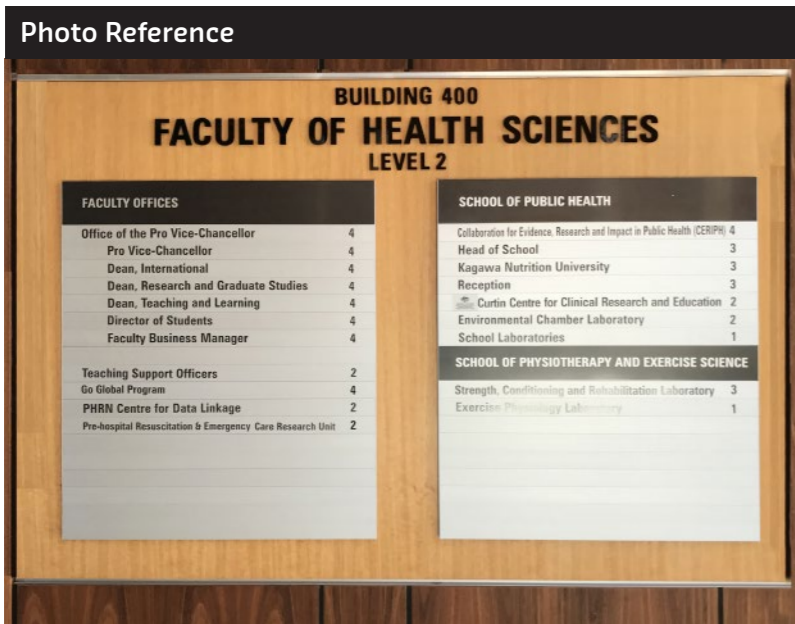 Photo Reference
BUILDING 400
FACULTY OF HEALTH SCIENCES
LEVEL 2
FACULTY OFFICES
Office of the Pro Vice-Chancellor 4
Pro Vice-Chancellor 4
Dean, International 4
Dean, Research and Graduate Studies 4
Dean, Teaching and Learning 4
Director of Students 4
Faculty Business Manager 4
Teaching Support Officers 2
Go Global Program 4
PHRN Centre for Data Linkage 2
Pre-hospital Resuscitation & Emergency Care Research Unit 2
SCHOOL OF PUBLIC HEALTH
Collaboration for Evidence, Research and Impact in Public Health (CERIPH) 4
Head of School 3
Kagawa Nutrition University 3
Reception 3
Curtin Centre for Clinical Research and Education 2
Environmental Chamber Laboratory 2
School Laboratories 1
SCHOOL OF PHYSIOTHERAPY AND EXERCISE SCIENCE
Strength, Conditioning and Rehabilitation Laboratory 3
Exercise Physiology Laboratory 1